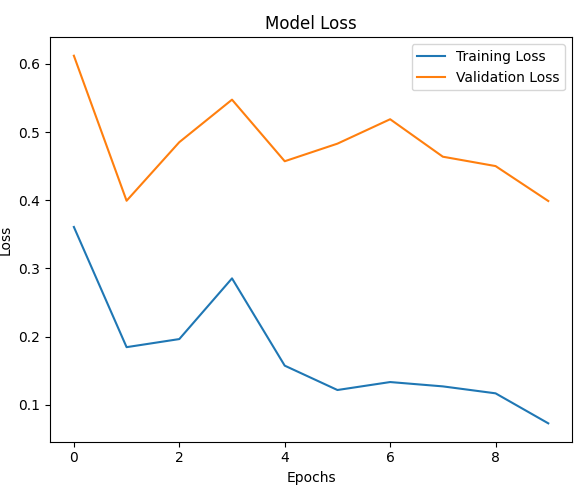 Model Loss
Training Loss
Validation Loss
0.6
0.5
0.4
0.3
0.2
0.1
Loss
0 2 4 6 8
Epochs